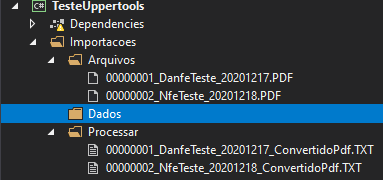 C# TesteUppertools
Dependencies
Importacoes
Arquivos
00000001_DanfeTeste_20201217.PDF
00000002_NfeTeste_20201218.PDF
Dados
Processar
00000001_DanfeTeste_20201217_ConvertidoPdf.TXT
00000002_NfeTeste_20201218_ConvertidoPdf.TXT